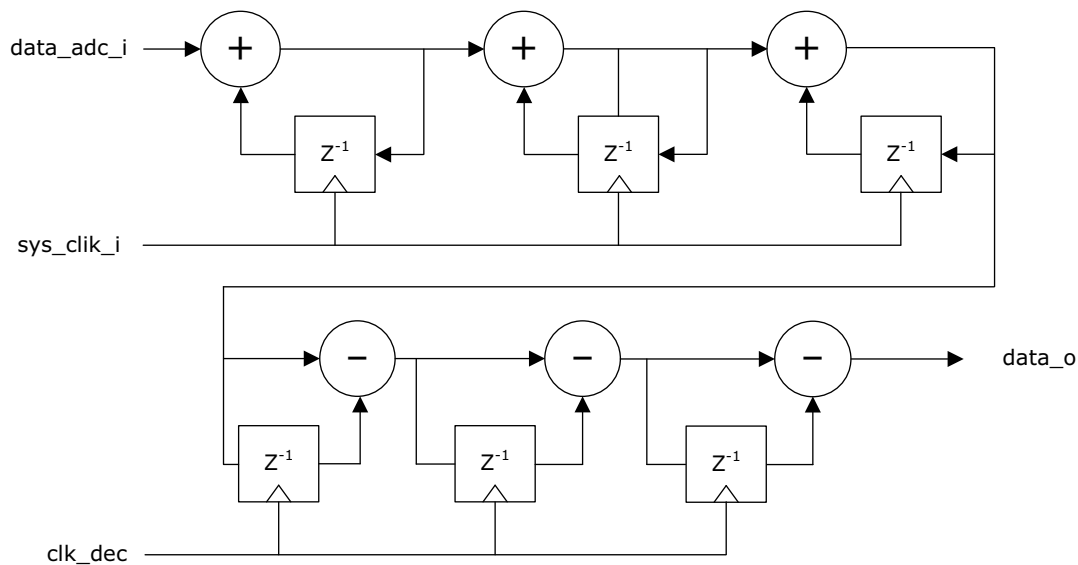 data_adc_i
+
+
+
Z⁻¹
Z⁻¹
Z⁻¹
sys_clik_i
-
-
-
data_o
Z⁻¹
Z⁻¹
Z⁻¹
clk_dec